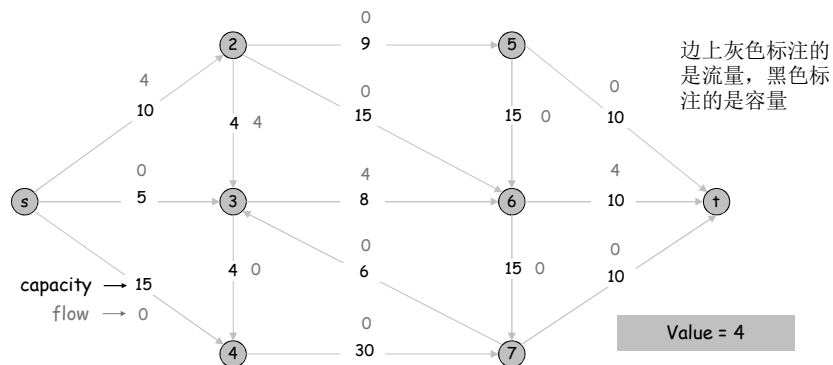 0
2 9 5
边上灰色标注的
是流量，黑色标
注的是容量
4 0 0
10 15 10
4 4 15 0
0 4 4
s 5 3 8 6 10 t
0 0
4 0 6 15 0 10
capacity 15
flow 0
0
4 30 7
Value = 4